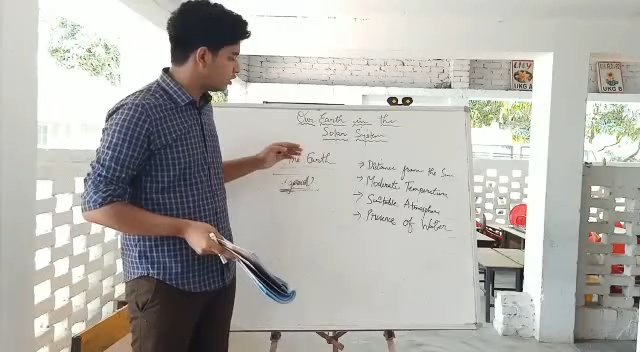 Our Earth in the
Solar System
The Earth
→ Distance from the Sun
→ Moderate Temperature
→ Suitable Atmosphere
→ Presence of Water
UKG A
UKG B